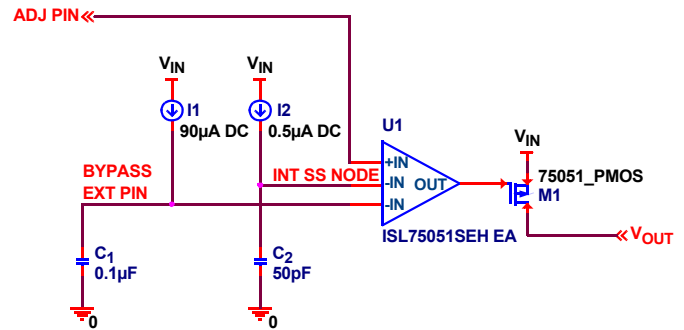 ADJ PIN
VIN
VIN
I1
I2
90µA DC
0.5µA DC
U1
VIN
BYPASS
EXT PIN
INT SS NODE
+IN
-IN
OUT
-IN
75051_PMOS
M1
ISL75051SEH EA
VOUT
C1
0.1µF
C2
50pF
0
0